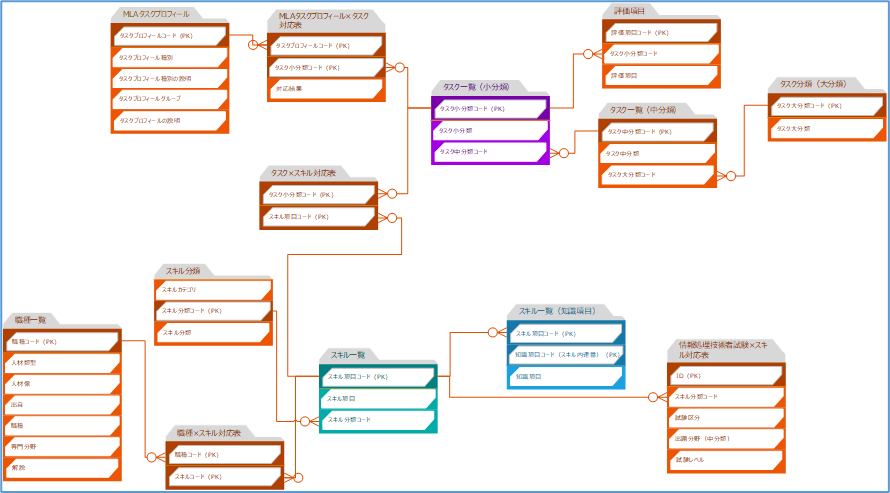 MLAタスクプロフィール
タスクプロフィールコード（PK）
タスクプロフィール種別
タスクプロフィール種別の説明
タスクプロフィールグループ
タスクプロフィールの説明
MLAタスクプロフィール×タスク
対応表
タスクプロフィールコード（PK）
タスク小分類コード（PK）
対応結果
タスク一覧（小分類）
タスク小分類コード（PK）
タスク小分類
タスク中分類コード
評価項目
評価項目コード（PK）
タスク小分類コード
評価項目
タスク一覧（中分類）
タスク中分類コード（PK）
タスク中分類
タスク大分類コード
タスク分類（大分類）
タスク大分類コード（PK）
タスク大分類
タスク×スキル対応表
タスク小分類コード（PK）
スキル項目コード（PK）
スキル分類
スキルカテゴリ
スキル分類コード（PK）
スキル分類
職種一覧
職種コード（PK）
人材類型
人材像
出自
職種
専門分野
解説
職種×スキル対応表
職種コード（PK）
スキルコード（PK）
スキル一覧
スキル項目コード（PK）
スキル項目
スキル分類コード
スキル一覧（知識項目）
スキル項目コード（PK）
知識項目コード（スキル内連番）（PK）
知識項目
情報処理技術者試験×スキ
ル対応表
ID（PK）
スキル分類コード
試験区分
出題分野（中分類）
試験レベル